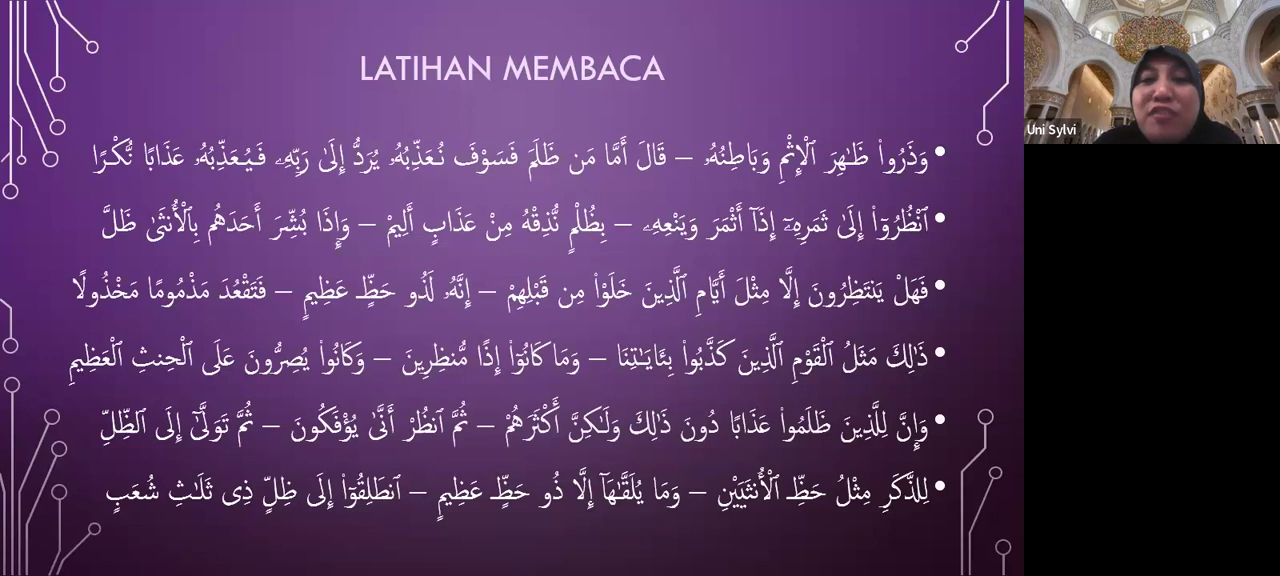 LATIHAN MEMBACA
• وَذَرُوا۟ ظَـٰهِرَ ٱلْإِثْمِ وَبَاطِنَهُۥ – قَالَ أَمَّا مَن ظَلَمَ فَسَوْفَ نُعَذِّبُهُۥ يُرَدُّ إِلَىٰ رَبِّهِۦ فَيُعَذِّبُهُۥ عَذَابًا نُّكْرًا
• ٱنْظُرُوٓا۟ إِلَىٰ ثَمَرِهِۦٓ إِذَآ أَثْمَرَ وَيَنْعِهِۦ – بِظُلْمٍ نُّذِقْهُ مِنْ عَذَابٍ أَلِيمْ – وَإِذَا بُشِّرَ أَحَدَهُم بِٱلْأُنثَىٰ ظَلَّ
• فَهَلْ يَنتَظِرُونَ إِلَّا مِثْلَ أَيَّامِ ٱلَّذِينَ خَلَوْا۟ مِن قَبْلِهِمْ – إِنَّهُۥ لَذُو حَظٍّ عَظِيمٍ – فَتَقْعُدَ مَذْمُومًا مَخْذُولًا
• ذَٰلِكَ مَثَلُ ٱلْقَوْمِ ٱلَّذِينَ كَذَّبُوا۟ بِـَٔايَـٰتِنَا – وَمَا كَانُوٓا۟ إِذًا مُّنظِرِينَ – وَكَانُوا۟ يُصِرُّونَ عَلَى ٱلْحِنثِ ٱلْعَظِيمِ
• وَإِنَّ لِلَّذِينَ ظَلَمُوا۟ عَذَابًا دُونَ ذَٰلِكَ وَلَـٰكِنَّ أَكْثَرَهُمْ – ثُمَّ ٱنظُرْ أَنَّىٰ يُؤْفَكُونَ – ثُمَّ تَوَلَّىٰٓ إِلَى ٱلظِّلِّ
• لِلذَّكَرِ مِثْلُ حَظِّ ٱلْأُنثَيَيْنِ – وَمَا يُلَقَّىٰهَآ إِلَّا ذُو حَظٍّ عَظِيمٍ – ٱنطَلِقُوٓا۟ إِلَى ظِلٍّ ذِى ثَلَـٰثِ شُعَبٍ
Uni Sylvi